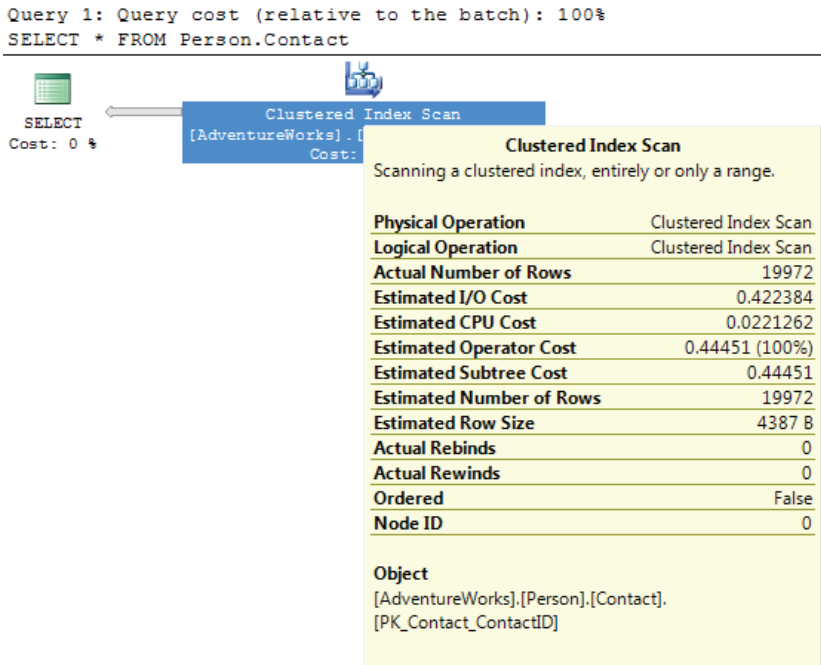 Query 1: Query cost (relative to the batch): 100%
SELECT * FROM Person.Contact
SELECT
Cost: 0 %
Clustered Index Scan
[AdventureWorks].[
Cost:
Clustered Index Scan
Scanning a clustered index, entirely or only a range.
Physical Operation Clustered Index Scan
Logical Operation Clustered Index Scan
Actual Number of Rows 19972
Estimated I/O Cost 0.422384
Estimated CPU Cost 0.0221262
Estimated Operator Cost 0.44451 (100%)
Estimated Subtree Cost 0.44451
Estimated Number of Rows 19972
Estimated Row Size 4387 B
Actual Rebinds 0
Actual Rewinds 0
Ordered False
Node ID 0
Object
[AdventureWorks].[Person].[Contact].
[PK_Contact_ContactID]